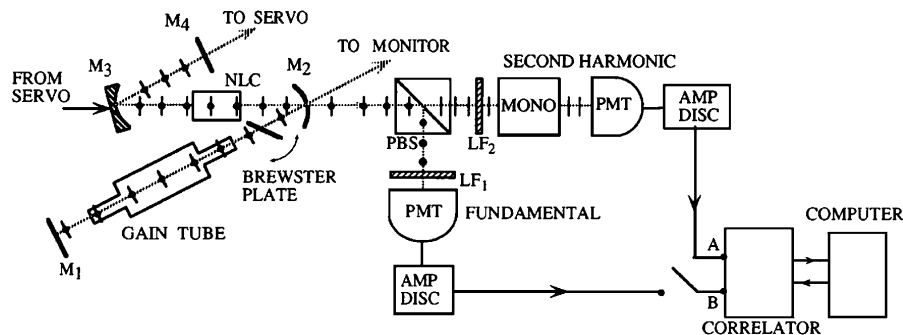 TO SERVO
M4
TO MONITOR
M3
FROM
SERVO
NLC
M2
SECOND HARMONIC
MONO
PMT
AMP
DISC
PBS
LF2
BREWSTER
PLATE
LF1
PMT
FUNDAMENTAL
GAIN TUBE
M1
AMP
DISC
A
B
COMPUTER
CORRELATOR